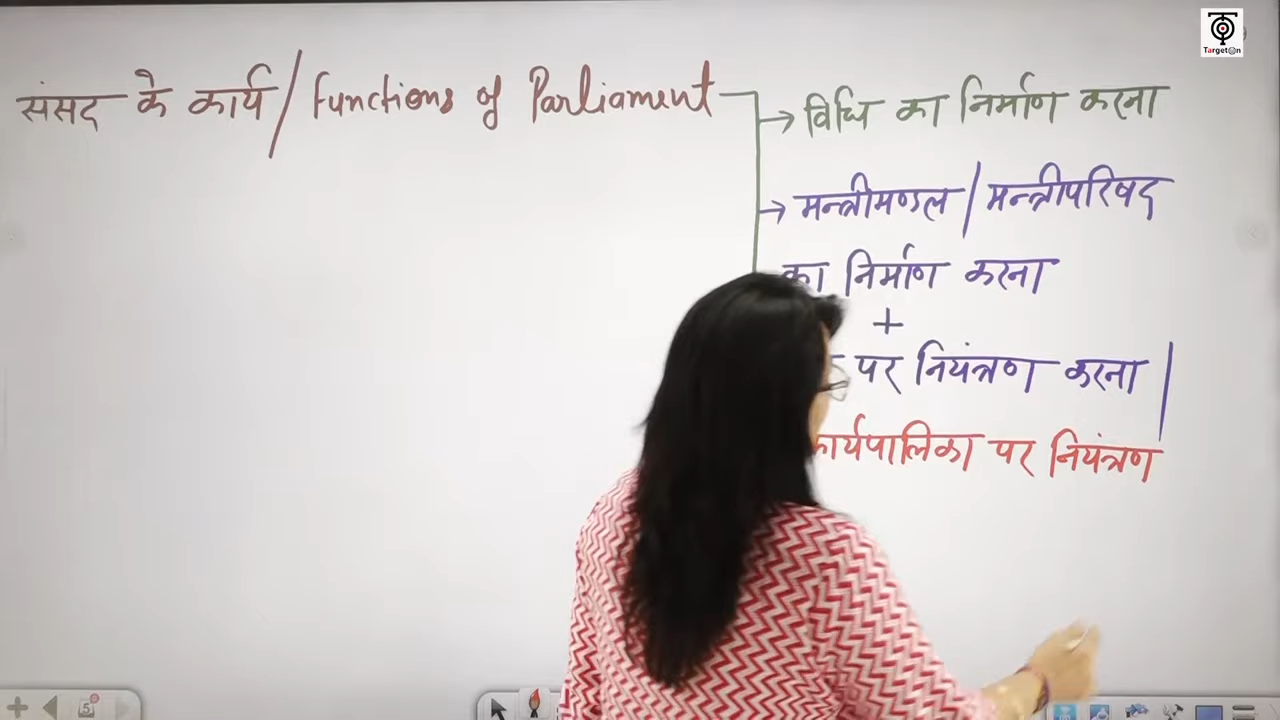 संसद के कार्य / Functions of Parliament
→ विधि का निर्माण करना
→ मन्त्रीमण्डल / मन्त्रीपरिषद
का निर्माण करना
+
पर नियंत्रण करना |
कार्यपालिका पर नियंत्रण
TargetOn
5